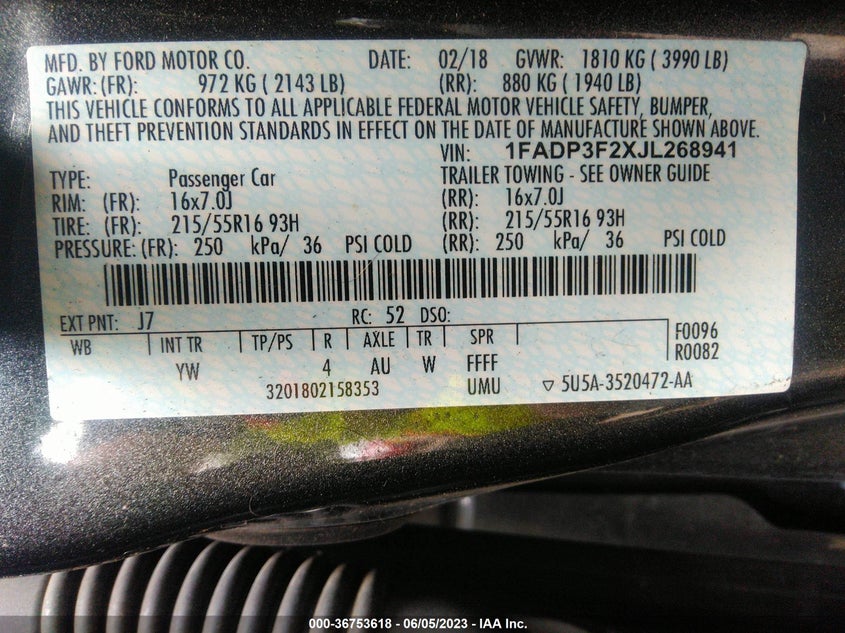 MFD. BY FORD MOTOR CO. DATE: 02/18 GVWR: 1810 KG ( 3990 LB)
GAWR: (FR): 972 KG ( 2143 LB) (RR): 880 KG ( 1940 LB)
THIS VEHICLE CONFORMS TO ALL APPLICABLE FEDERAL MOTOR VEHICLE SAFETY, BUMPER,
AND THEFT PREVENTION STANDARDS IN EFFECT ON THE DATE OF MANUFACTURE SHOWN ABOVE.
VIN: 1FADP3F2XJL268941
TYPE: Passenger Car TRAILER TOWING - SEE OWNER GUIDE
RIM: (FR): 16x7.0J (RR): 16x7.0J
TIRE: (FR): 215/55R16 93H (RR): 215/55R16 93H
PRESSURE: (FR): 250 kPa/ 36 PSI COLD (RR): 250 kPa/ 36 PSI COLD
EXT PNT: J7 RC: 52 DSO:
WB INT TR TP/PS R AXLE TR SPR F0096
R0082
YW 4 AU W FFFF
3201802158353 UMU ▽ 5U5A-3520472-AA
000-36753618 - 06/05/2023 - IAA Inc.